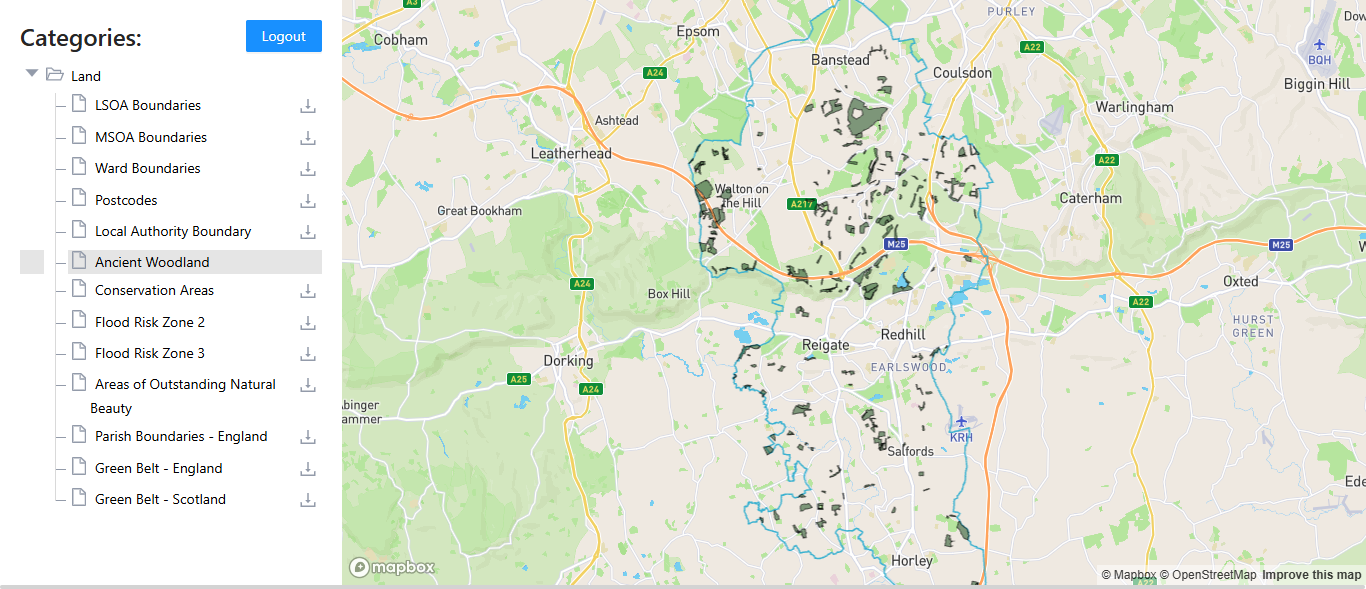 Categories:
Logout
Land
LSOA Boundaries
MSOA Boundaries
Ward Boundaries
Postcodes
Local Authority Boundary
Ancient Woodland
Conservation Areas
Flood Risk Zone 2
Flood Risk Zone 3
Areas of Outstanding Natural
Beauty
Parish Boundaries - England
Green Belt - England
Green Belt - Scotland
A3
PURLEY
Cobham
Epsom
A22
BQH
Banstead
A24
Coulsdon
Biggin Hill
Warlingham
Ashtead
Leatherhead
A22
Walton on
the Hill
Caterham
A217
Great Bookham
M25
M25
Oxted
A24
Box Hill
A22
HURST
GREEN
Redhill
Reigate
Dorking
EARLSWOOD
A25
A24
KRH
Salfords
Horley
mapbox
© Mapbox © OpenStreetMap Improve this map